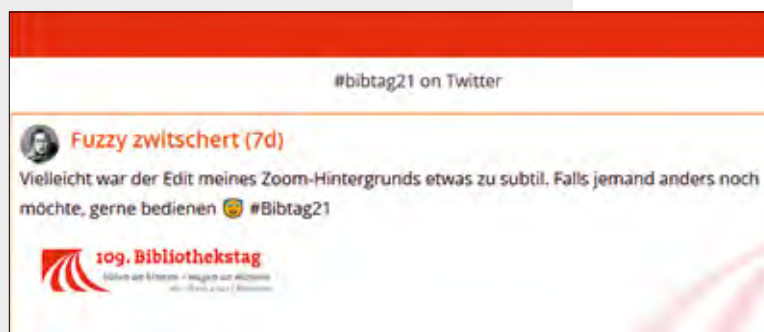 #bibtag21 on Twitter
Fuzzy zwitschert (7d)
Vielleicht war der Edit meines Zoom-Hintergrunds etwas zu subtil. Falls jemand anders noch
möchte, gerne bedienen 😇 #Bibtag21
109. Bibliothekstag